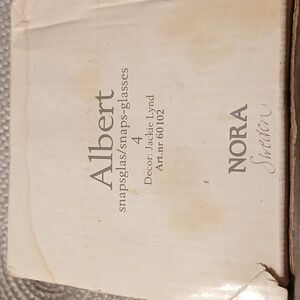 Albert
snapsglas/snaps-glasses
4
Decor: Jackie Lynd
Art.nr 60102
NORA
Sweden